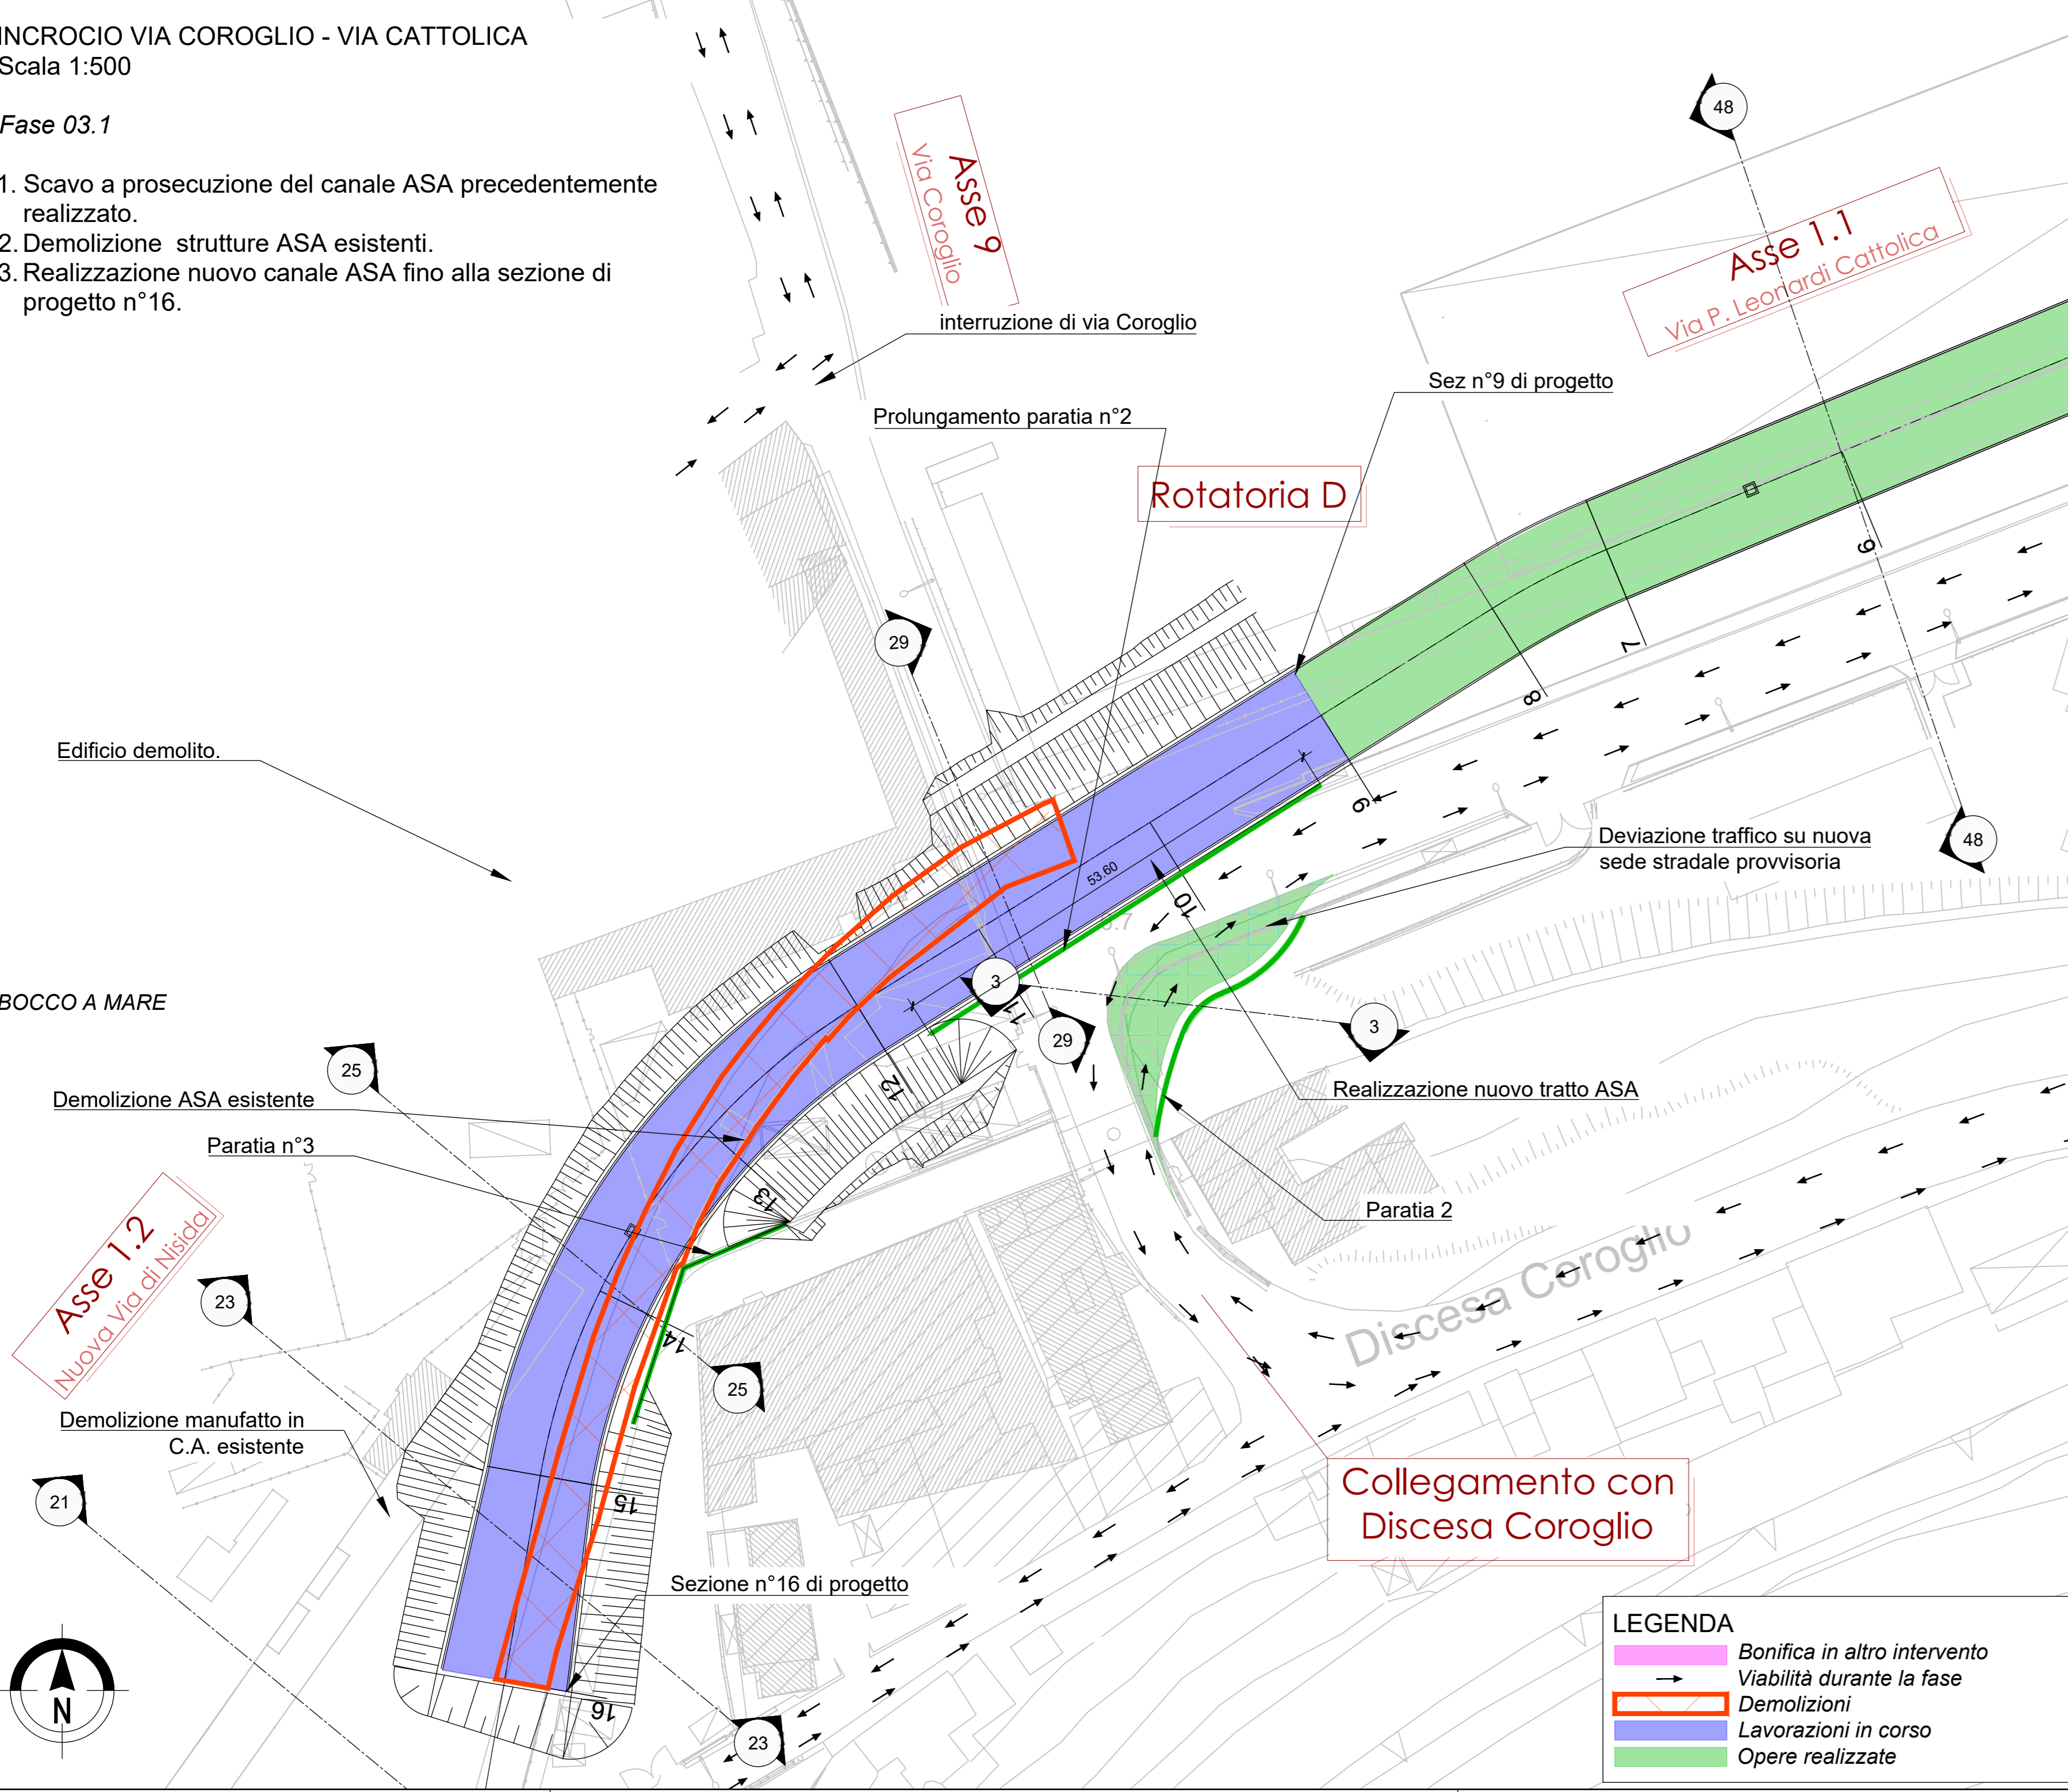 INCROCIO VIA COROGLIO - VIA CATTOLICA
Scala 1:500
Fase 03.1
1. Scavo a prosecuzione del canale ASA precedentemente
realizzato.
2. Demolizione strutture ASA esistenti.
3. Realizzazione nuovo canale ASA fino alla sezione di
progetto n°16.
Asse 9
Via Coroglio
48
Asse 1.1
Via P. Leonardi Cattolica
interruzione di via Coroglio
Sez n°9 di progetto
Prolungamento paratia n°2
Rotatoria D
6
29
7
8
Edificio demolito.
9
Deviazione traffico su nuova
sede stradale provvisoria
48
53.60
10
.7
3
11
3
29
BOCCO A MARE
25
12
Demolizione ASA esistente
Realizzazione nuovo tratto ASA
Paratia n°3
13
Paratia 2
Asse 1.2
Nuova Via di Nisida
23
Discesa Coroglio
14
25
Demolizione manufatto in
C.A. esistente
21
15
Collegamento con
Discesa Coroglio
Sezione n°16 di progetto
16
23
N
LEGENDA
Bonifica in altro intervento
Viabilità durante la fase
Demolizioni
Lavorazioni in corso
Opere realizzate